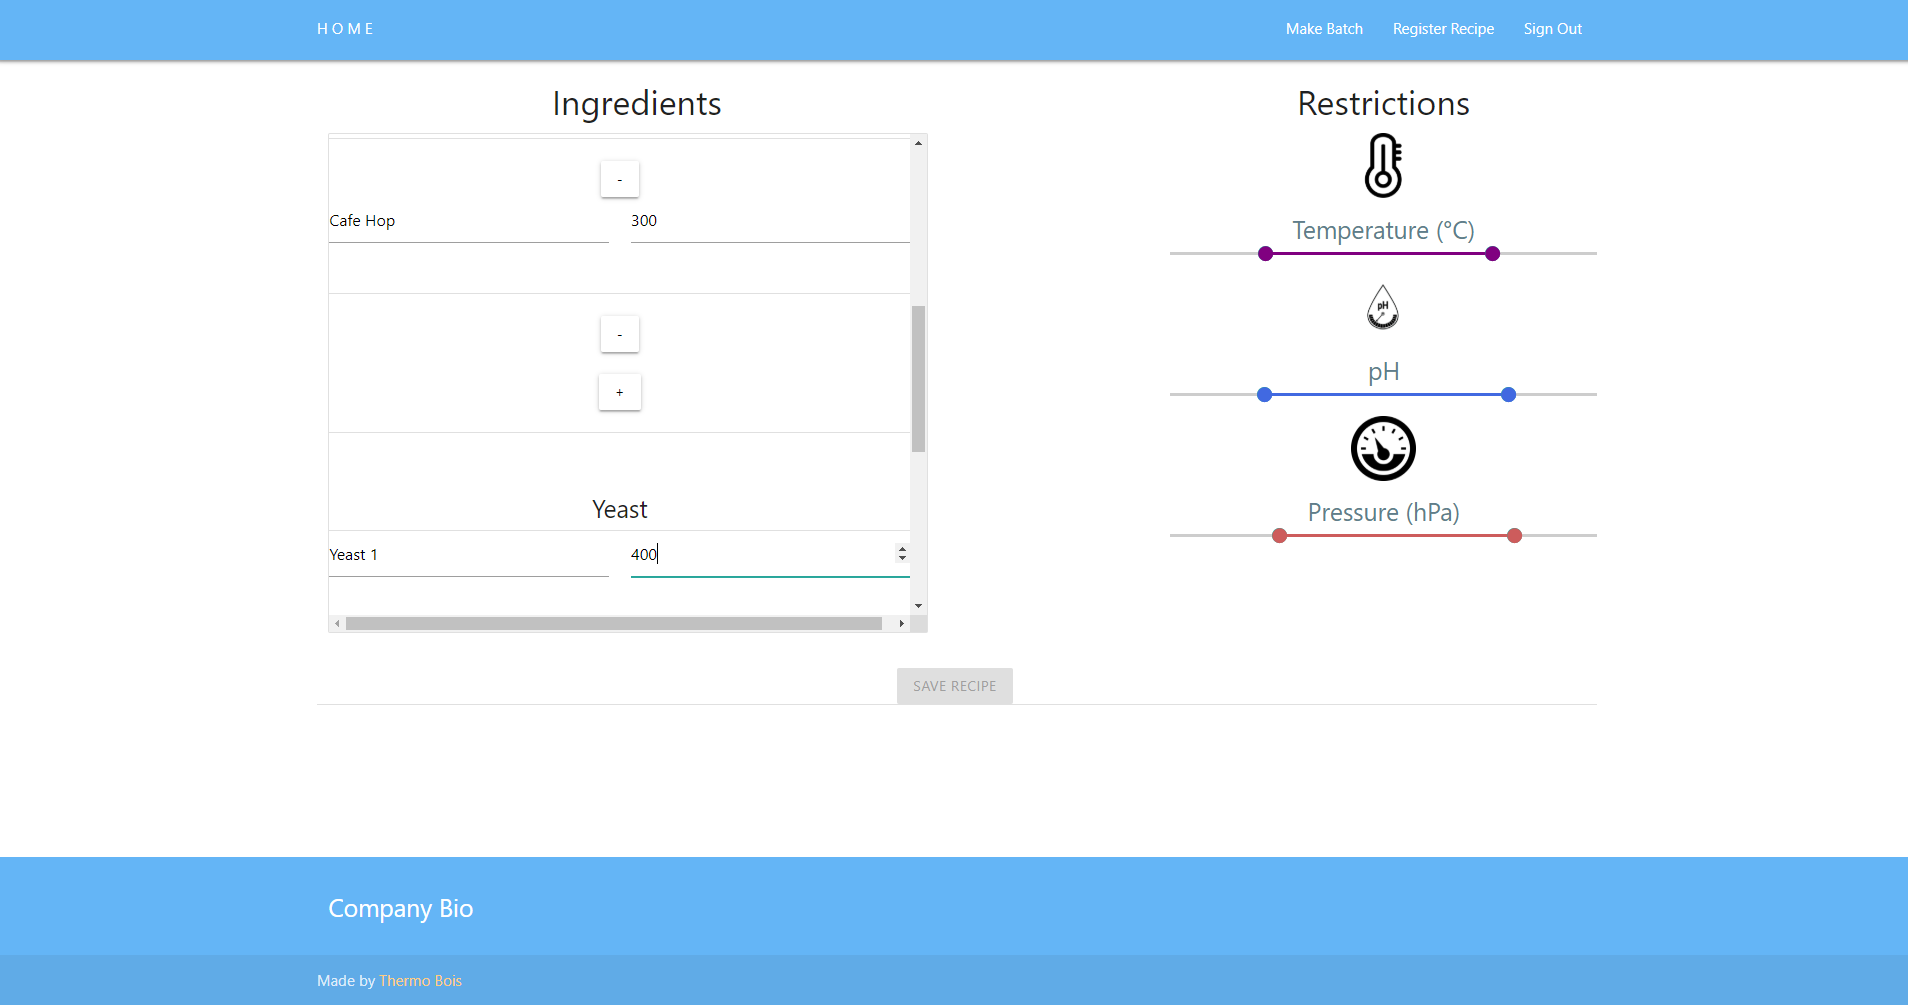 HOME
Make Batch
Register Recipe
Sign Out
Ingredients
-
Cafe Hop
300
-
+
Yeast
Yeast 1
400
Restrictions
Temperature (°C)
pH
pH
Pressure (hPa)
SAVE RECIPE
Company Bio
Made by Thermo Bois